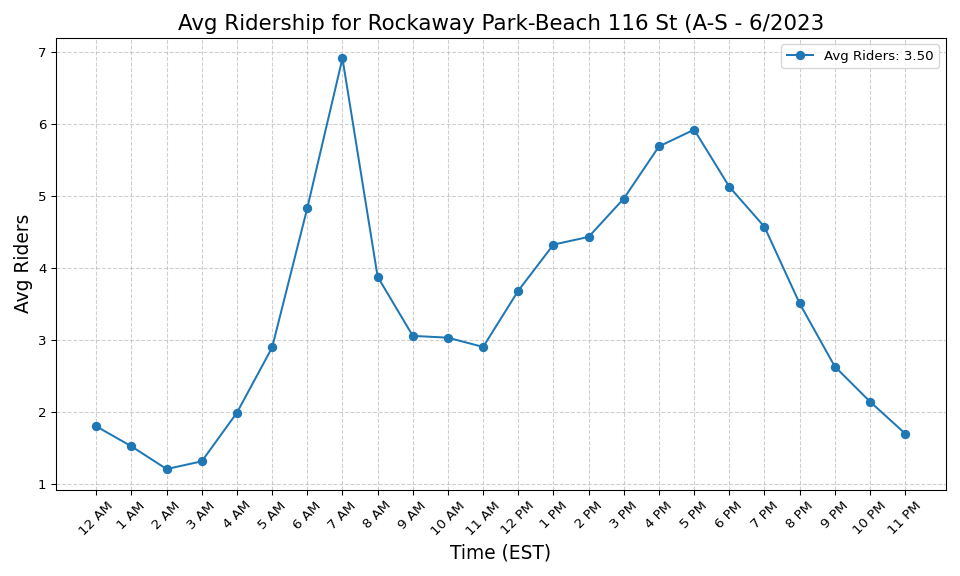 Avg Ridership for Rockaway Park-Beach 116 St (A-S - 6/2023
Avg Riders: 3.50
7
6
5
4
3
2
1
Avg Riders
12 AM
1 AM
2 AM
3 AM
4 AM
5 AM
6 AM
7 AM
8 AM
9 AM
10 AM
11 AM
12 PM
1 PM
2 PM
3 PM
4 PM
5 PM
6 PM
7 PM
8 PM
9 PM
10 PM
11 PM
Time (EST)